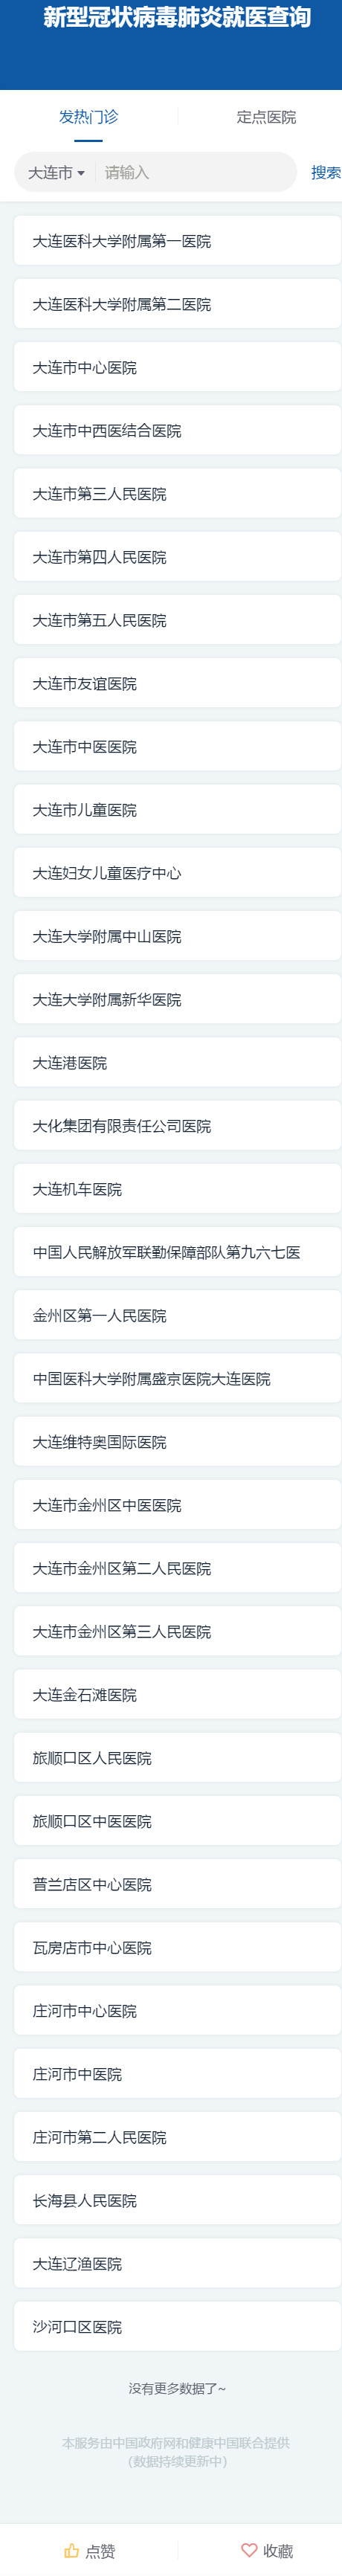 新型冠状病毒肺炎就医查询
发热门诊 定点医院
大连市 请输入 搜索
大连医科大学附属第一医院
大连医科大学附属第二医院
大连市中心医院
大连市中西医结合医院
大连市第三人民医院
大连市第四人民医院
大连市第五人民医院
大连市友谊医院
大连市中医医院
大连市儿童医院
大连妇女儿童医疗中心
大连大学附属中山医院
大连大学附属新华医院
大连港医院
大化集团有限责任公司医院
大连机车医院
中国人民解放军联勤保障部队第九六七医
金州区第一人民医院
中国医科大学附属盛京医院大连医院
大连维特奥国际医院
大连市金州区中医医院
大连市金州区第二人民医院
大连市金州区第三人民医院
大连金石滩医院
旅顺口区人民医院
旅顺口区中医医院
普兰店区中心医院
瓦房店市中心医院
庄河市中心医院
庄河市中医院
庄河市第二人民医院
长海县人民医院
大连辽渔医院
沙河口区医院
没有更多数据了~
本服务由中国政府网和健康中国联合提供
(数据持续更新中)
点赞 收藏